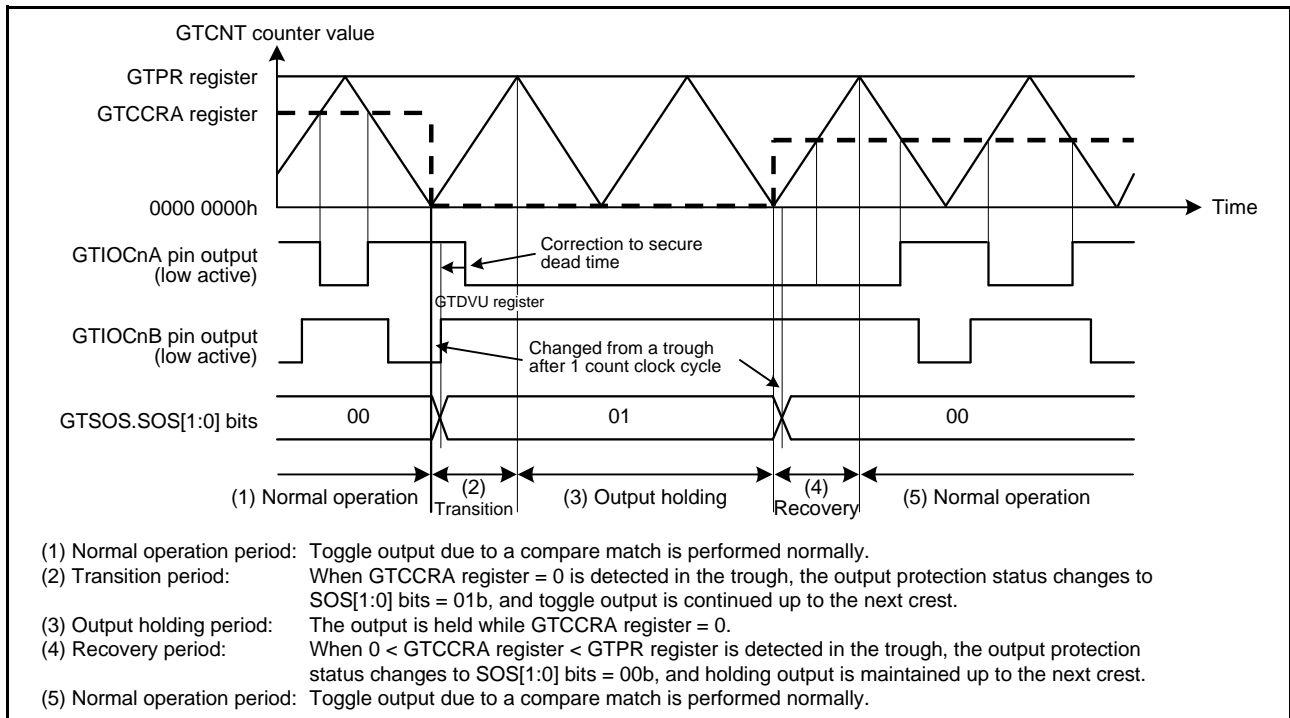 GTCNT counter value
GTPR register
GTCCRA register
0000 0000h
Time
GTIOCnA pin output
(low active)
Correction to secure
dead time
GTDVU register
GTIOCnB pin output
(low active)
Changed from a trough
after 1 count clock cycle
GTSOS.SOS[1:0] bits
00
01
00
(1) Normal operation
(2)
Transition
(3) Output holding
(4)
Recovery
(5) Normal operation
(1) Normal operation period: Toggle output due to a compare match is performed normally.
(2) Transition period: When GTCCRA register = 0 is detected in the trough, the output protection status changes to
SOS[1:0] bits = 01b, and toggle output is continued up to the next crest.
(3) Output holding period: The output is held while GTCCRA register = 0.
(4) Recovery period: When 0 < GTCCRA register < GTPR register is detected in the trough, the output protection
status changes to SOS[1:0] bits = 00b, and holding output is maintained up to the next crest.
(5) Normal operation period: Toggle output due to a compare match is performed normally.